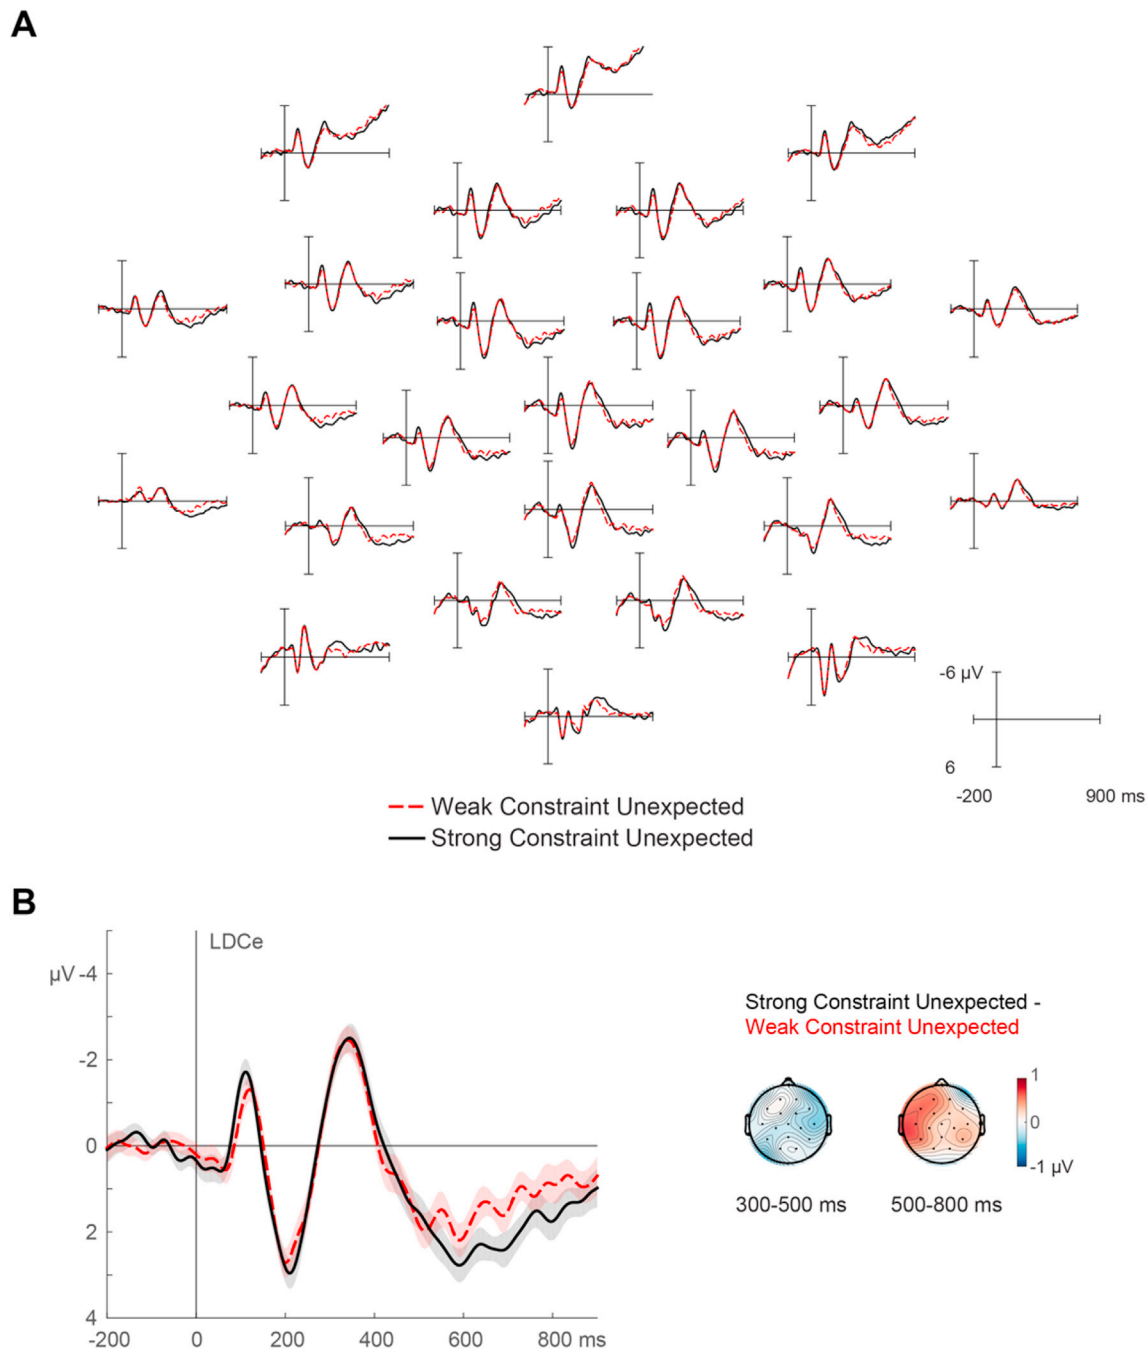 A
-6 µV
6
-200 900 ms
Weak Constraint Unexpected
Strong Constraint Unexpected
B
LDCe
µV -4
-2
0
2
4
-200 0 200 400 600 800 ms
Strong Constraint Unexpected -
Weak Constraint Unexpected
1
0
-1 µV
300-500 ms 500-800 ms